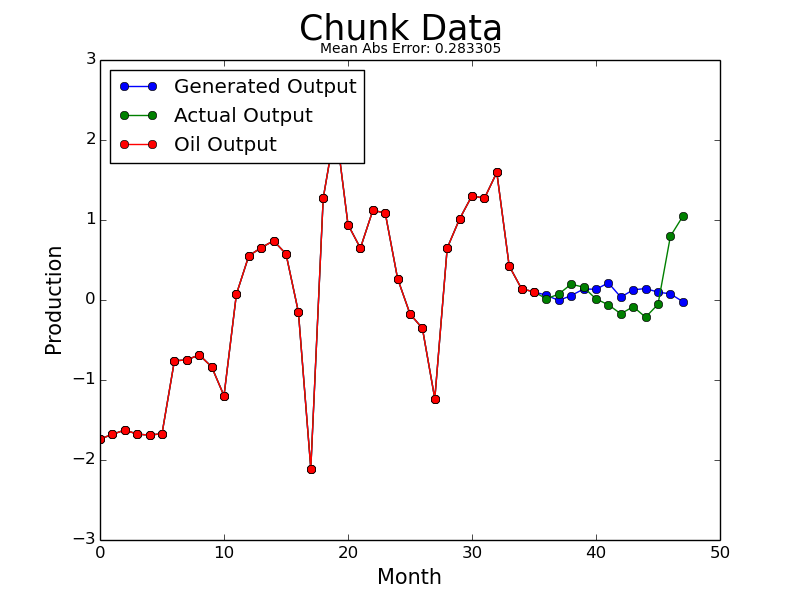 Chunk Data
Mean Abs Error: 0.283305
3
Generated Output
Actual Output
Oil Output
2
1
0
−1
−2
−3
Production
0 10 20 30 40 50
Month